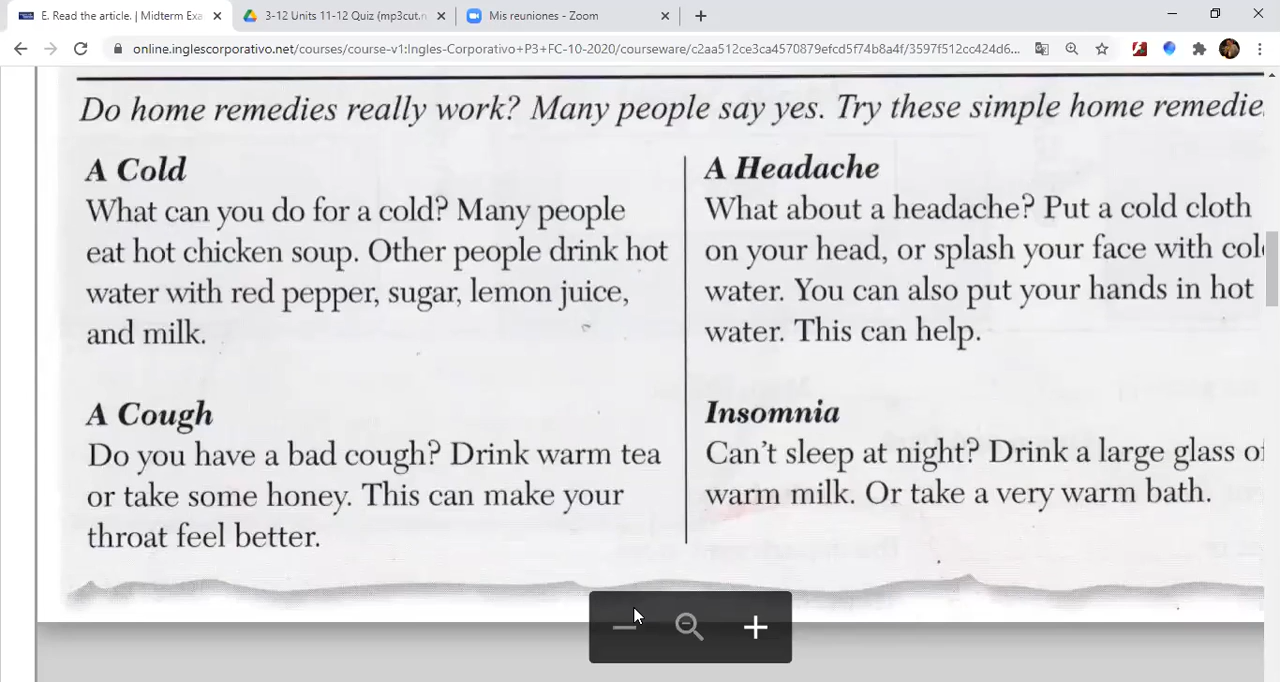 E. Read the article. | Midterm Exa
3-12 Units 11-12 Quiz (mp3cut.n
Mis reuniones - Zoom
online.inglescorporativo.net/courses/course-v1:Ingles-Corporativo+P3+FC-10-2020/courseware/c2aa512ce3ca4570879efcd5f74b8a4f/3597f512cc424d6...
Do home remedies really work? Many people say yes. Try these simple home remedie
A Cold
What can you do for a cold? Many people
eat hot chicken soup. Other people drink hot
water with red pepper, sugar, lemon juice,
and milk.
A Cough
Do you have a bad cough? Drink warm tea
or take some honey. This can make your
throat feel better.
A Headache
What about a headache? Put a cold cloth
on your head, or splash your face with col
water. You can also put your hands in hot
water. This can help.
Insomnia
Can't sleep at night? Drink a large glass of
warm milk. Or take a very warm bath.